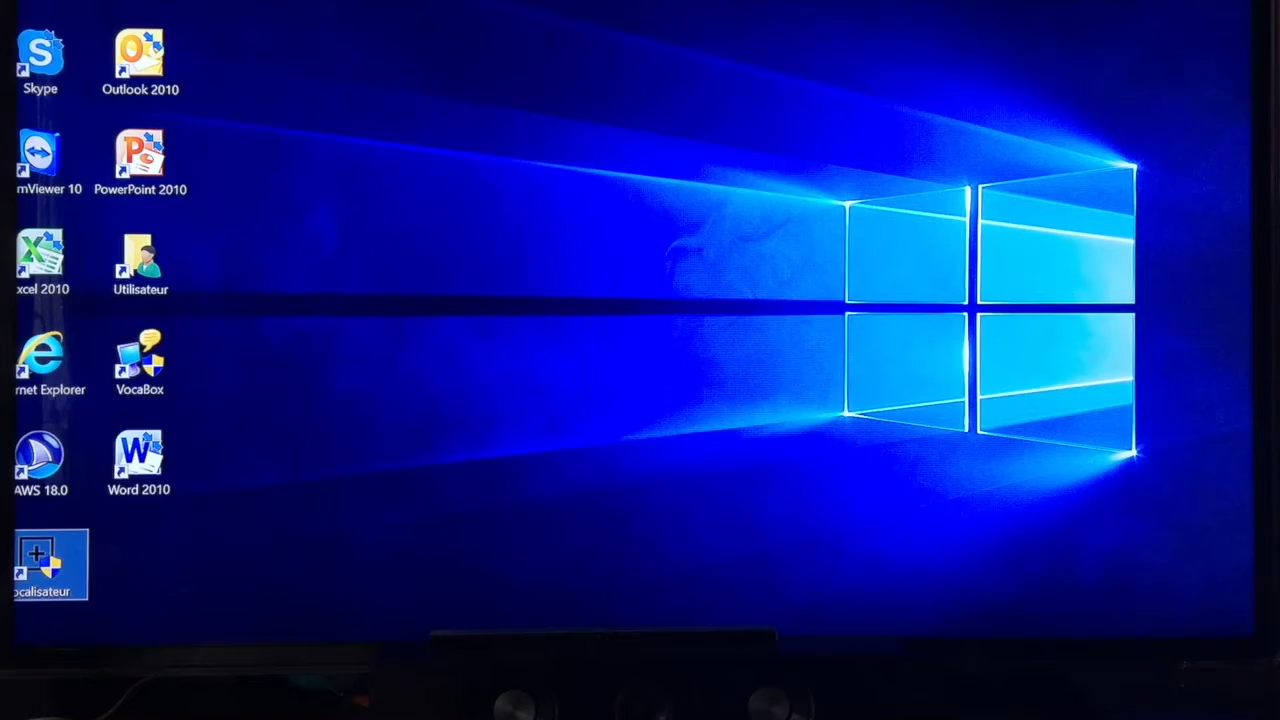 Skype
Outlook 2010
mViewer 10
PowerPoint 2010
xcel 2010
Utilisateur
rnet Explorer
VocaBox
AWS 18.0
Word 2010
ocalisateur